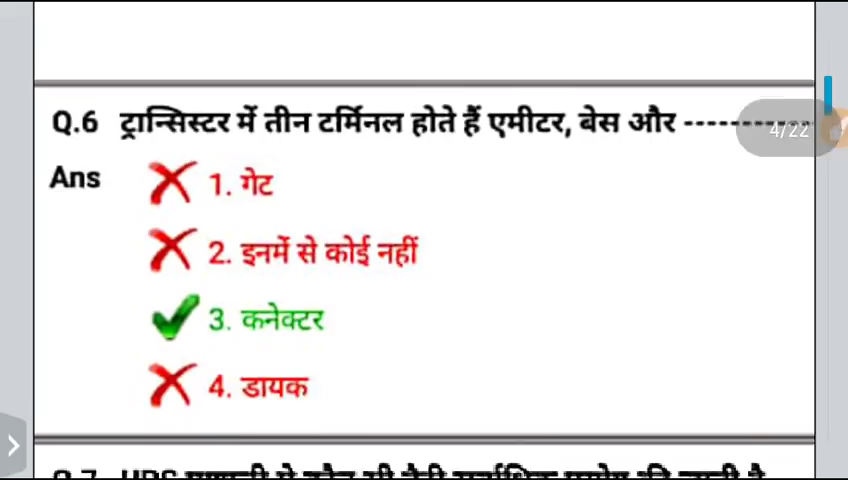 Q.6 ट्रान्सिस्टर में तीन टर्मिनल होते हैं एमीटर, बेस और ----------
4/22
Ans
1. गेट
2. इनमें से कोई नहीं
3. कनेक्टर
4. डायक